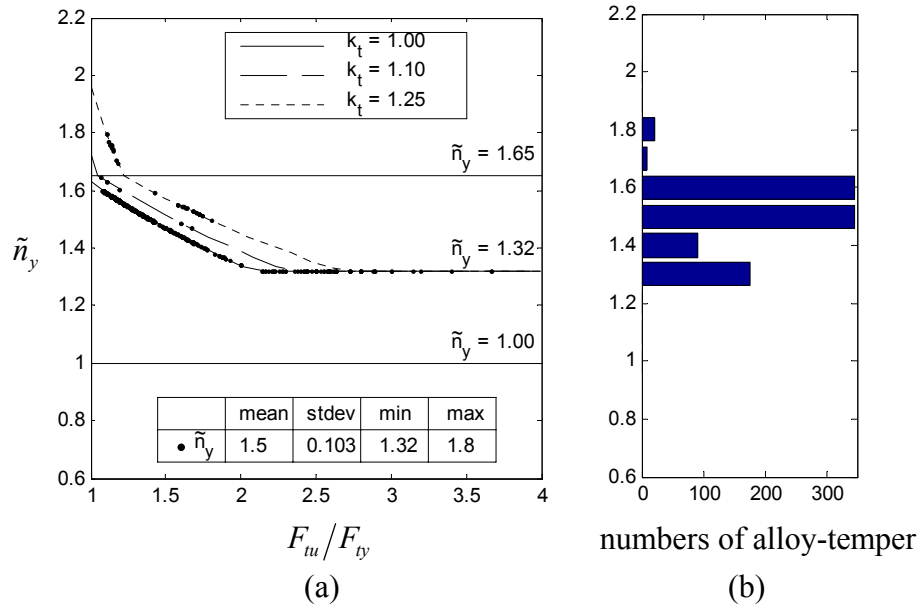 2.2
2
1.8
1.6
1.4
1.2
1
0.8
0.6
ñ_y
k_t = 1.00
k_t = 1.10
k_t = 1.25
ñ_y = 1.65
ñ_y = 1.32
ñ_y = 1.00
mean stdev min max
ñ_y 1.5 0.103 1.32 1.8
1 1.5 2 2.5 3 3.5 4
F_tu/F_ty
(a)
2.2
2
1.8
1.6
1.4
1.2
1
0.8
0.6
0 100 200 300
numbers of alloy-temper
(b)